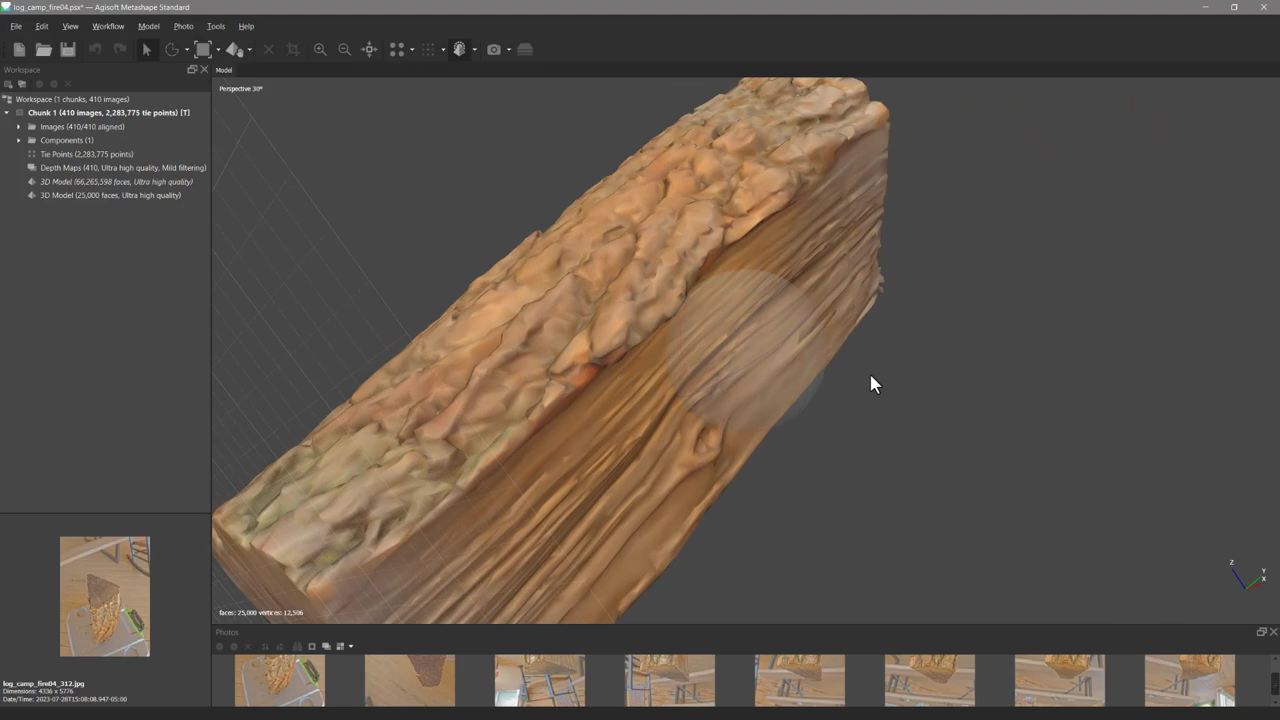 log_camp_fire04.psx* — Agisoft Metashape Standard
File Edit View Workflow Model Photo Tools Help
Workspace
Model
Perspective 30°
Workspace (1 chunks, 410 images)
Chunk 1 (410 images, 2,283,775 tie points) [T]
Images (410/410 aligned)
Components (1)
Tie Points (2,283,775 points)
Depth Maps (410, Ultra high quality, Mild filtering)
3D Model (66,265,598 faces, Ultra high quality)
3D Model (25,000 faces, Ultra high quality)
Z
Y
X
faces: 25,000 vertices: 12,506
Photos
log_camp_fire04_312.jpg
Dimensions: 4336 x 5776
Date/Time: 2023-07-28T15:08:08.947-05:00